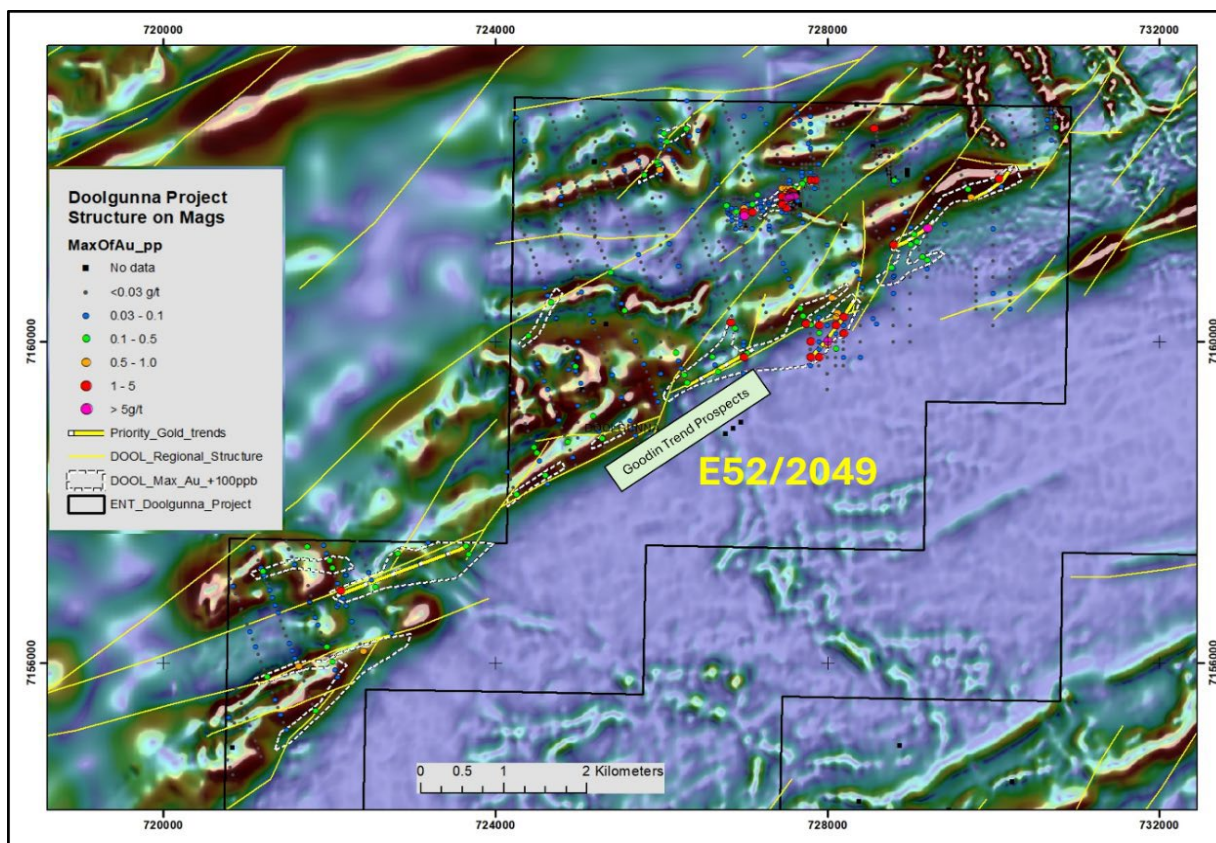 720000
724000
728000
732000
Doolgunna Project
Structure on Mags
MaxOfAu_pp
No data
<0.03 g/t
0.03 - 0.1
0.1 - 0.5
0.5 - 1.0
1 - 5
> 5g/t
Priority_Gold_trends
DOOL_Regional_Structure
DOOL_Max_Au_+100ppb
ENT_Doolgunna_Project
7160000
7160000
Goodin Trend Prospects
E52/2049
7156000
7156000
0 0.5 1 2 Kilometers
720000
724000
728000
732000